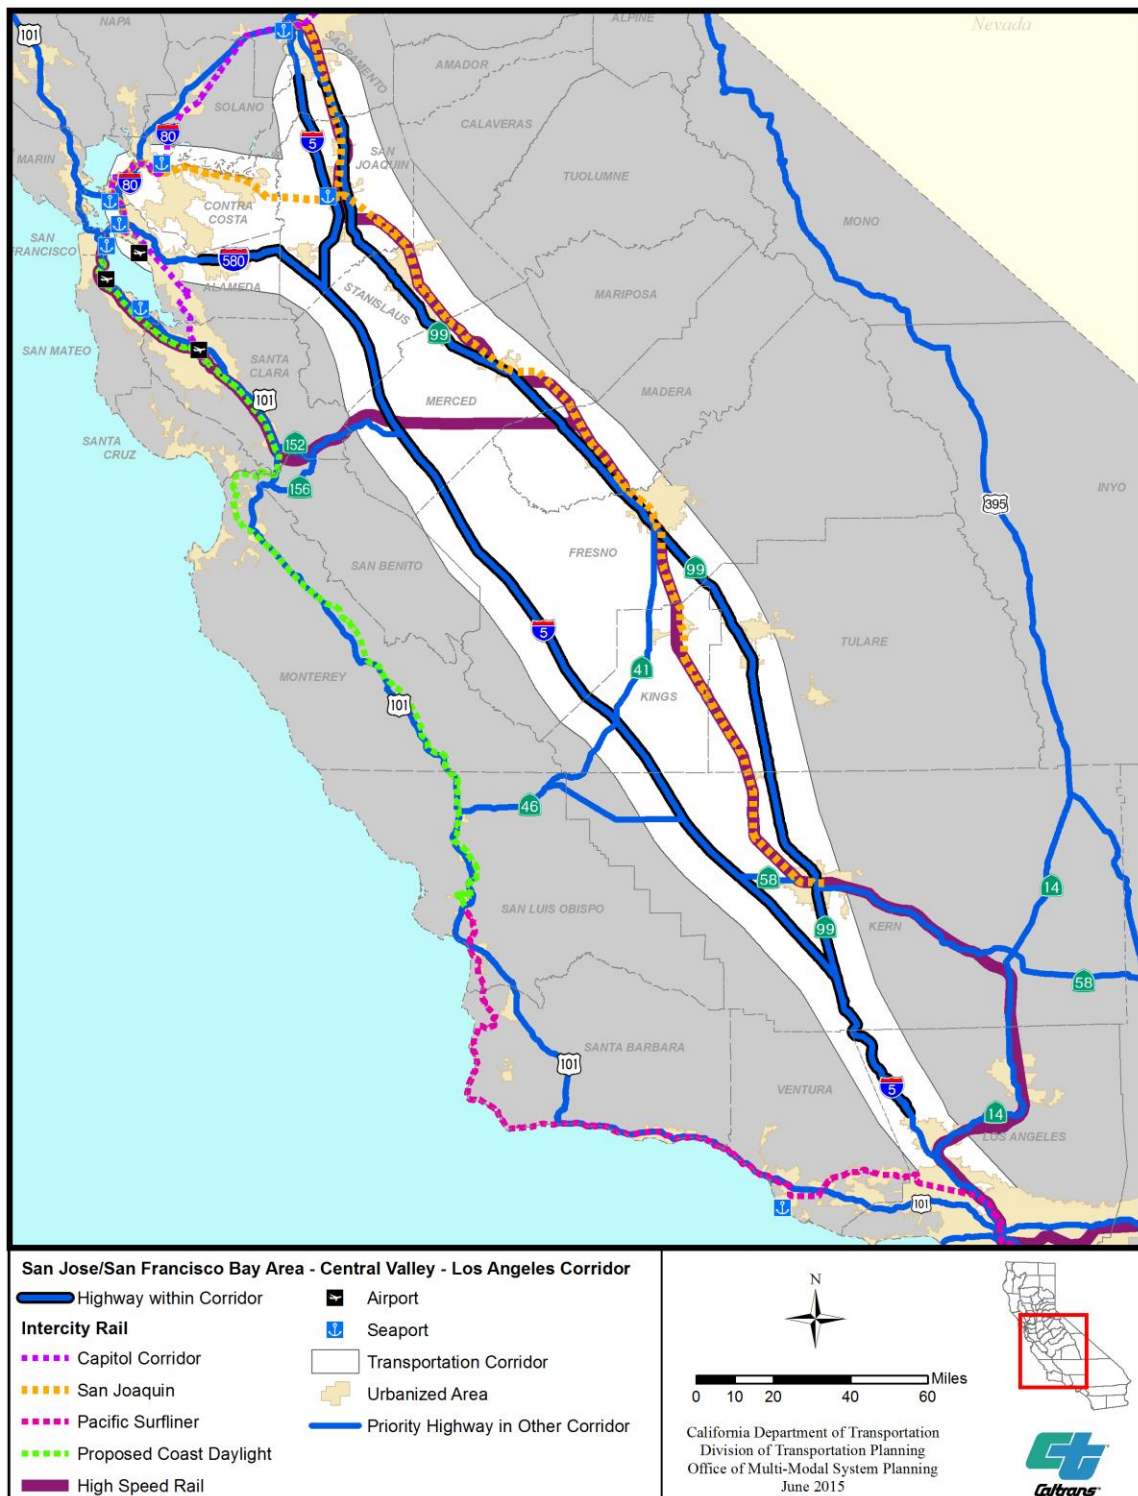 Nevada
NAPA
ALPINE
101
SACRAMENTO
AMADOR
SOLANO
CALAVERAS
80
5
MARIN
SAN
JOAQUIN
TUOLUMNE
80
CONTRA
COSTA
MONO
SAN
FRANCISCO
580
ALAMEDA
STANISLAUS
MARIPOSA
99
SAN MATEO
SANTA
CLARA
MADERA
101
MERCED
SANTA
CRUZ
152
156
INYO
395
FRESNO
SAN BENITO
99
5
TULARE
41
MONTEREY
KINGS
101
46
58
14
SAN LUIS OBISPO
KERN
99
58
SANTA BARBARA
101
VENTURA
5
14
LOS ANGELES
101
San Jose/San Francisco Bay Area - Central Valley - Los Angeles Corridor
Highway within Corridor
Intercity Rail
Capitol Corridor
San Joaquin
Pacific Surfliner
Proposed Coast Daylight
High Speed Rail
Airport
Seaport
Transportation Corridor
Urbanized Area
Priority Highway in Other Corridor
N
Miles
0 10 20 40 60
California Department of Transportation
Division of Transportation Planning
Office of Multi-Modal System Planning
June 2015
ct
Caltrans